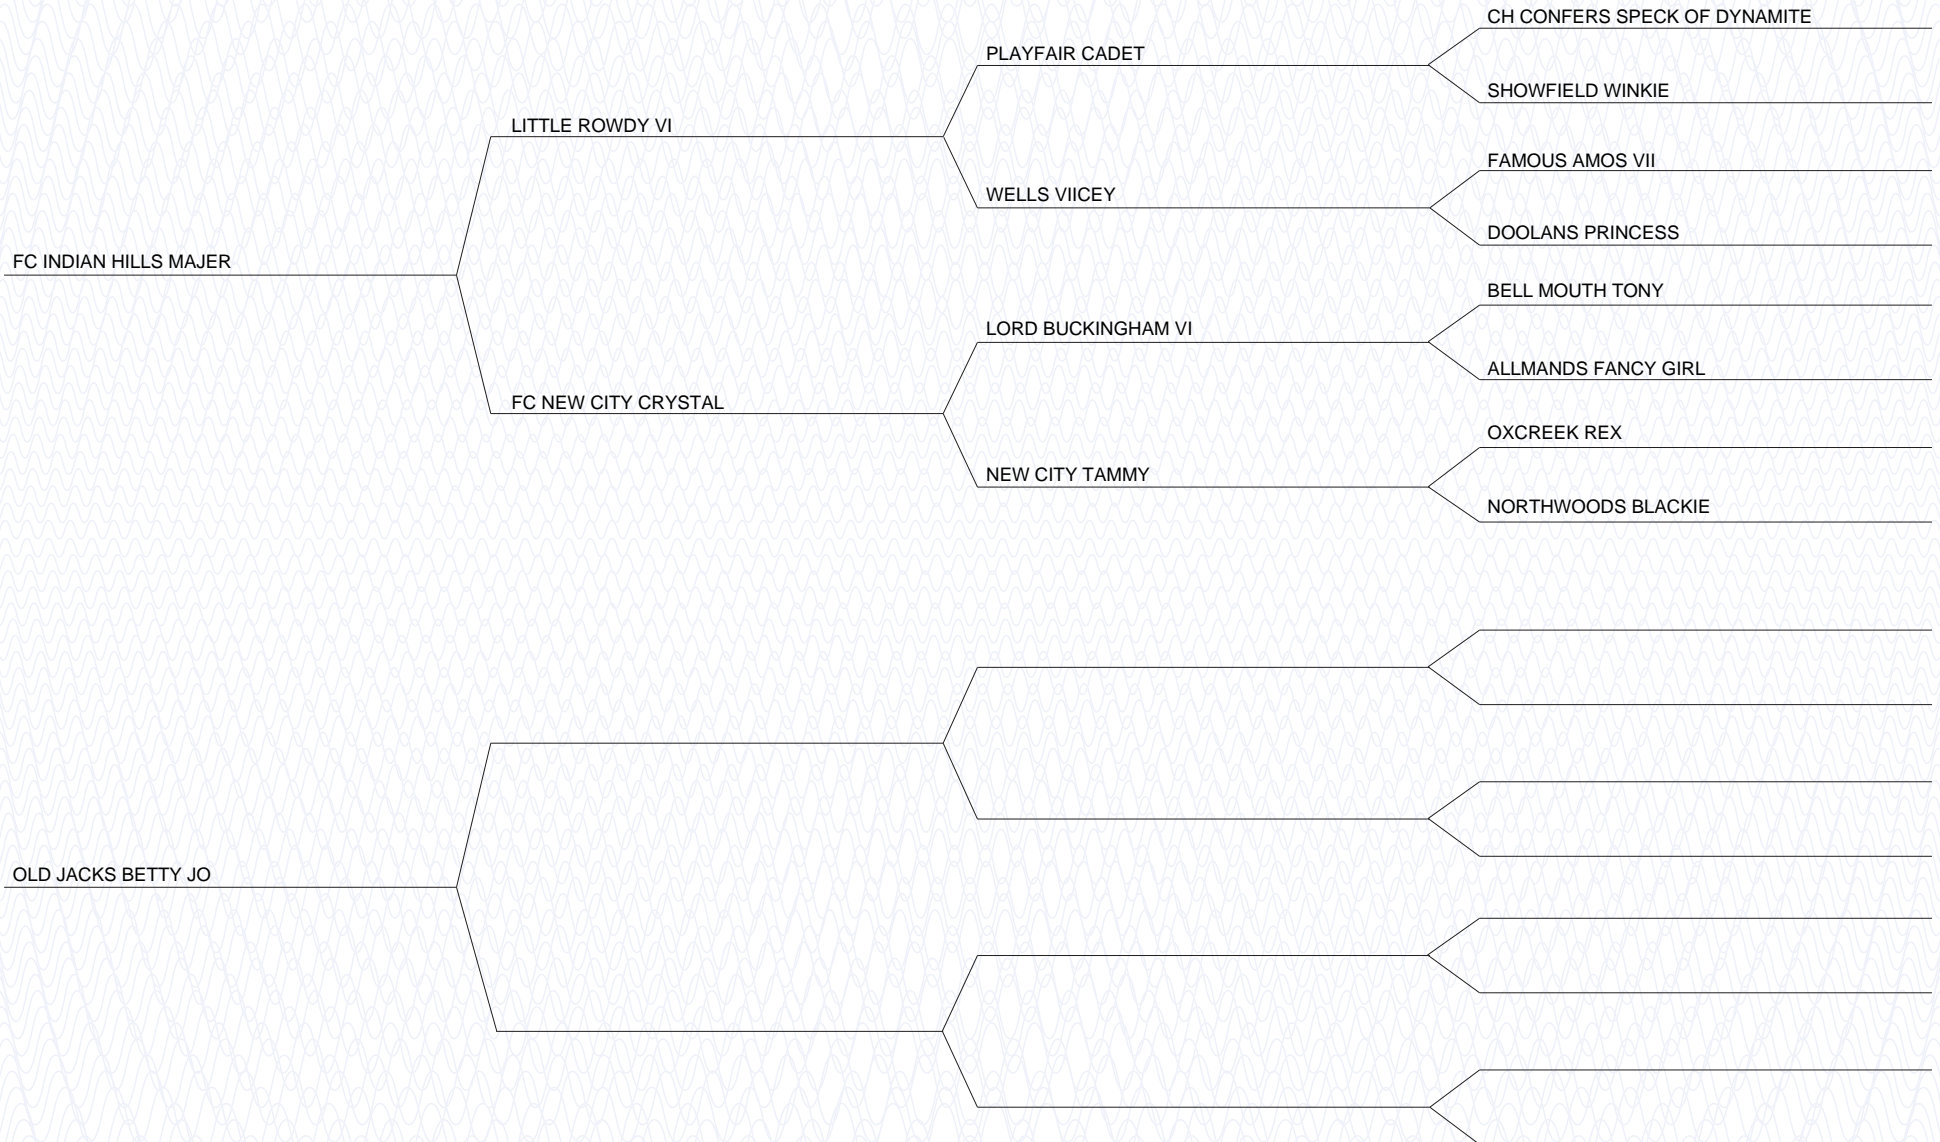 CH CONFERS SPECK OF DYNAMITE
PLAYFAIR CADET
SHOWFIELD WINKIE
LITTLE ROWDY VI
FAMOUS AMOS VII
WELLS VIICEY
DOOLANS PRINCESS
FC INDIAN HILLS MAJER
BELL MOUTH TONY
LORD BUCKINGHAM VI
ALLMANDS FANCY GIRL
FC NEW CITY CRYSTAL
OXCREEK REX
NEW CITY TAMMY
NORTHWOODS BLACKIE
OLD JACKS BETTY JO